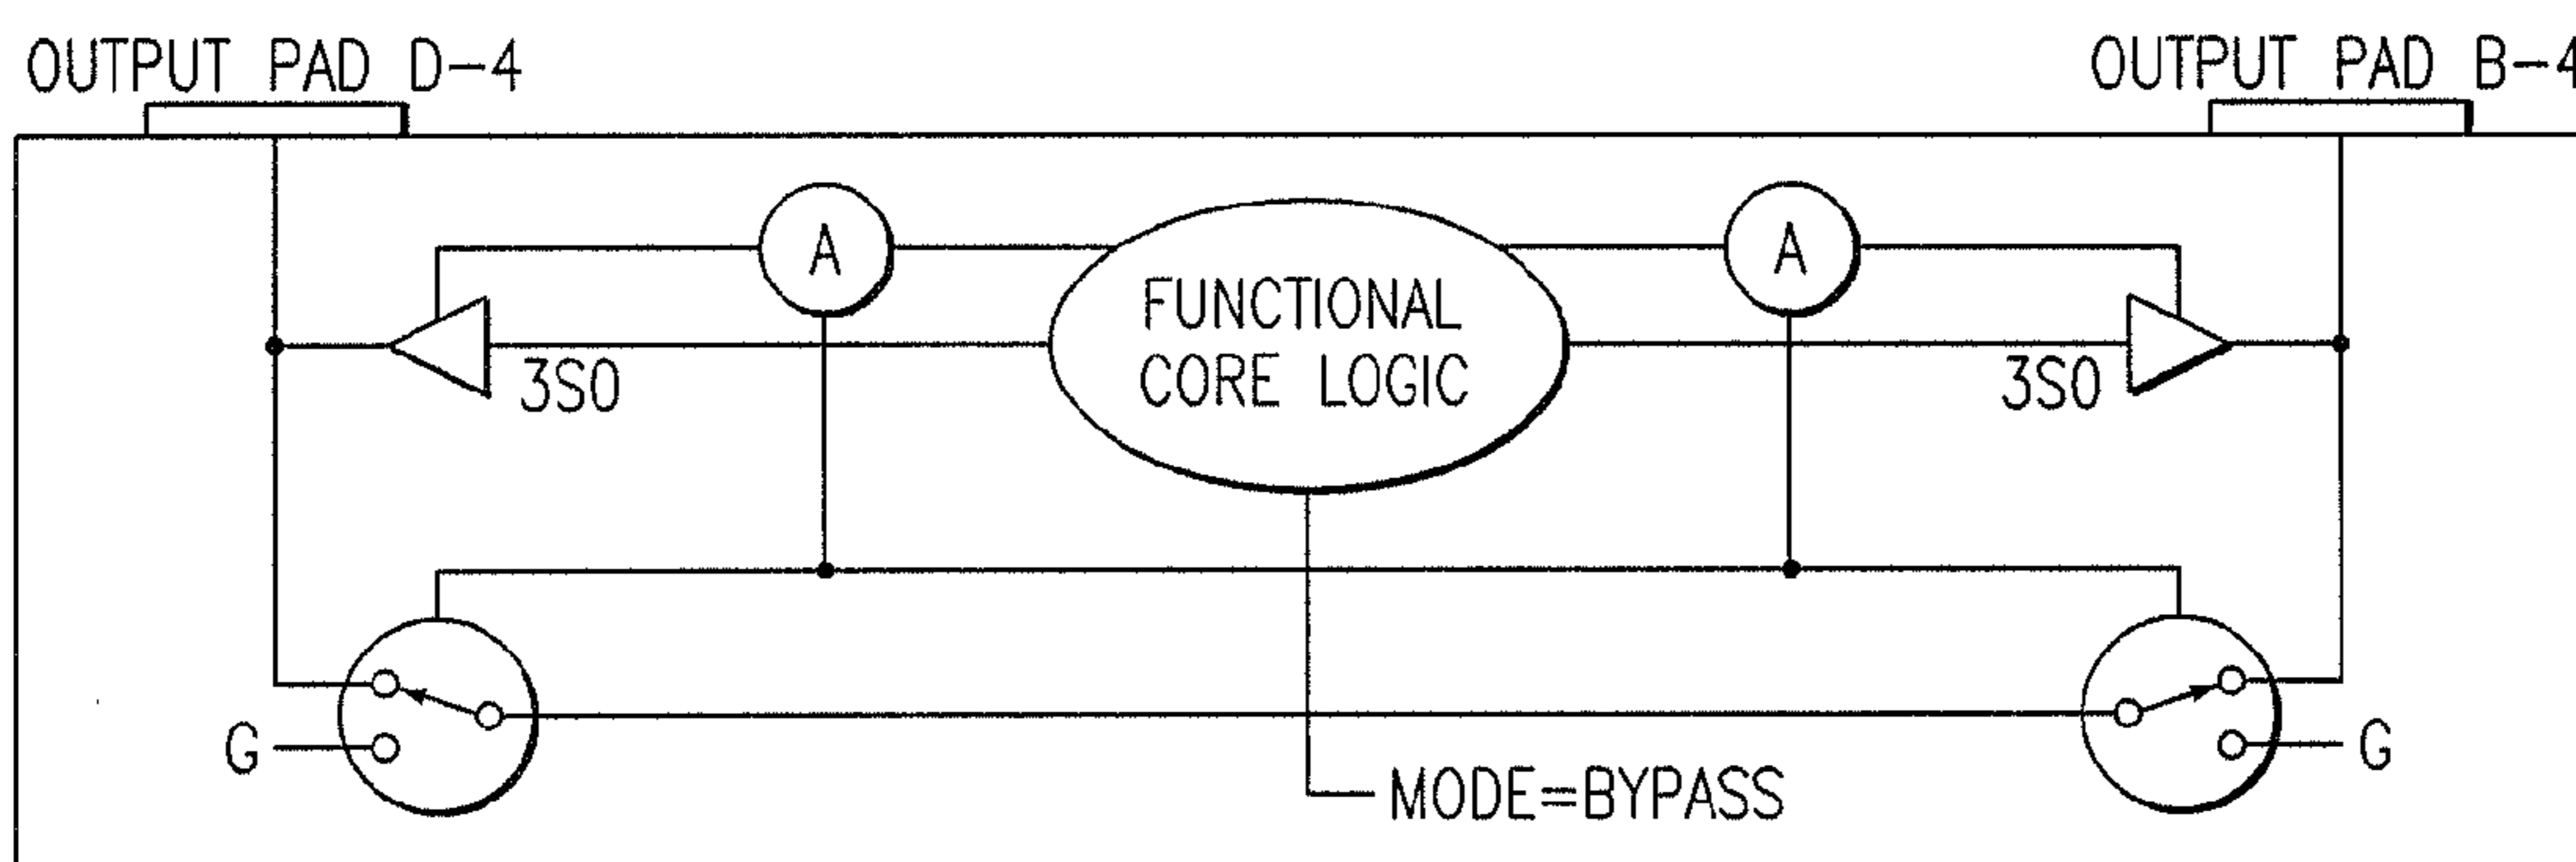 OUTPUT PAD D-4
OUTPUT PAD B-4
A
A
FUNCTIONAL
CORE LOGIC
3SO
3SO
G
G
MODE=BYPASS